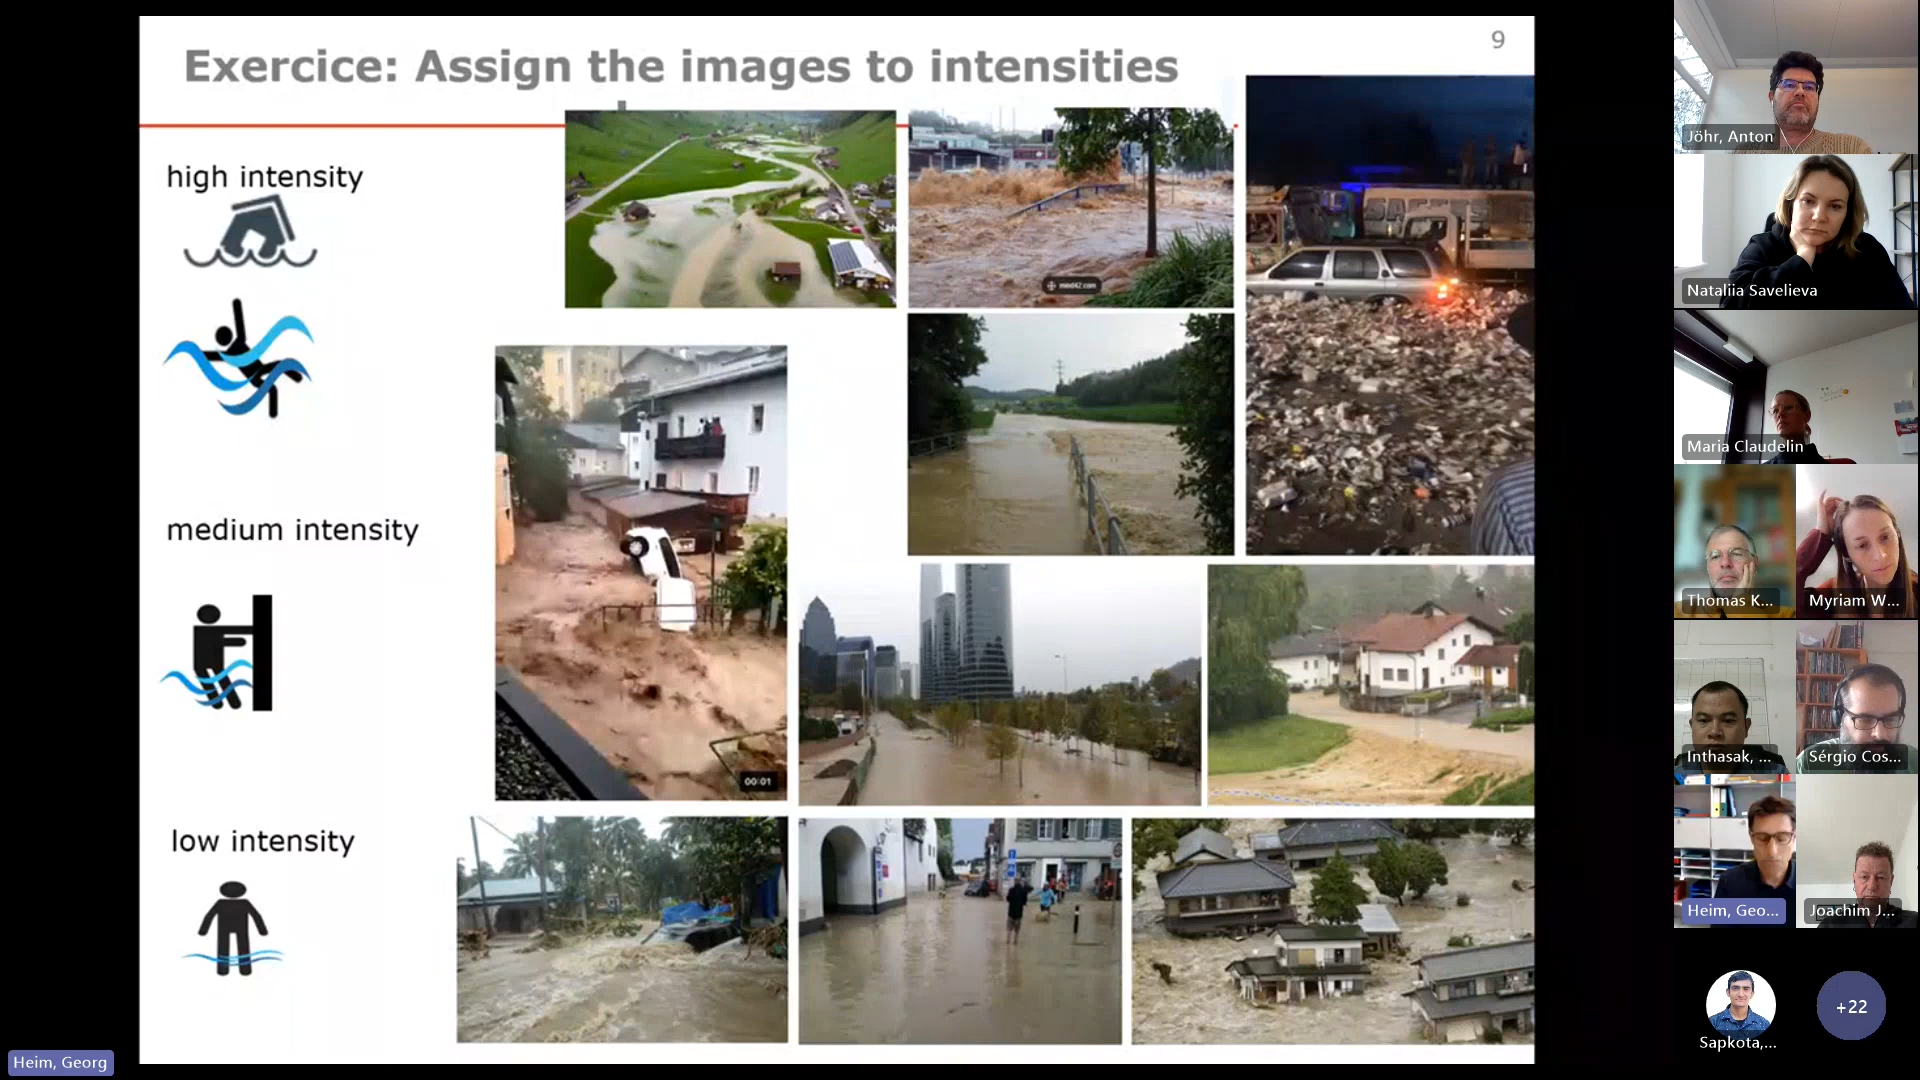 9
Exercice: Assign the images to intensities
high intensity
medium intensity
low intensity
00:01
Jöhr, Anton
Nataliia Savelieva
Maria Claudelin
Thomas K...
Myriam W...
Inthasak, ...
Sérgio Cos...
Heim, Geo...
Joachim J...
Sapkota,...
+22
Heim, Georg